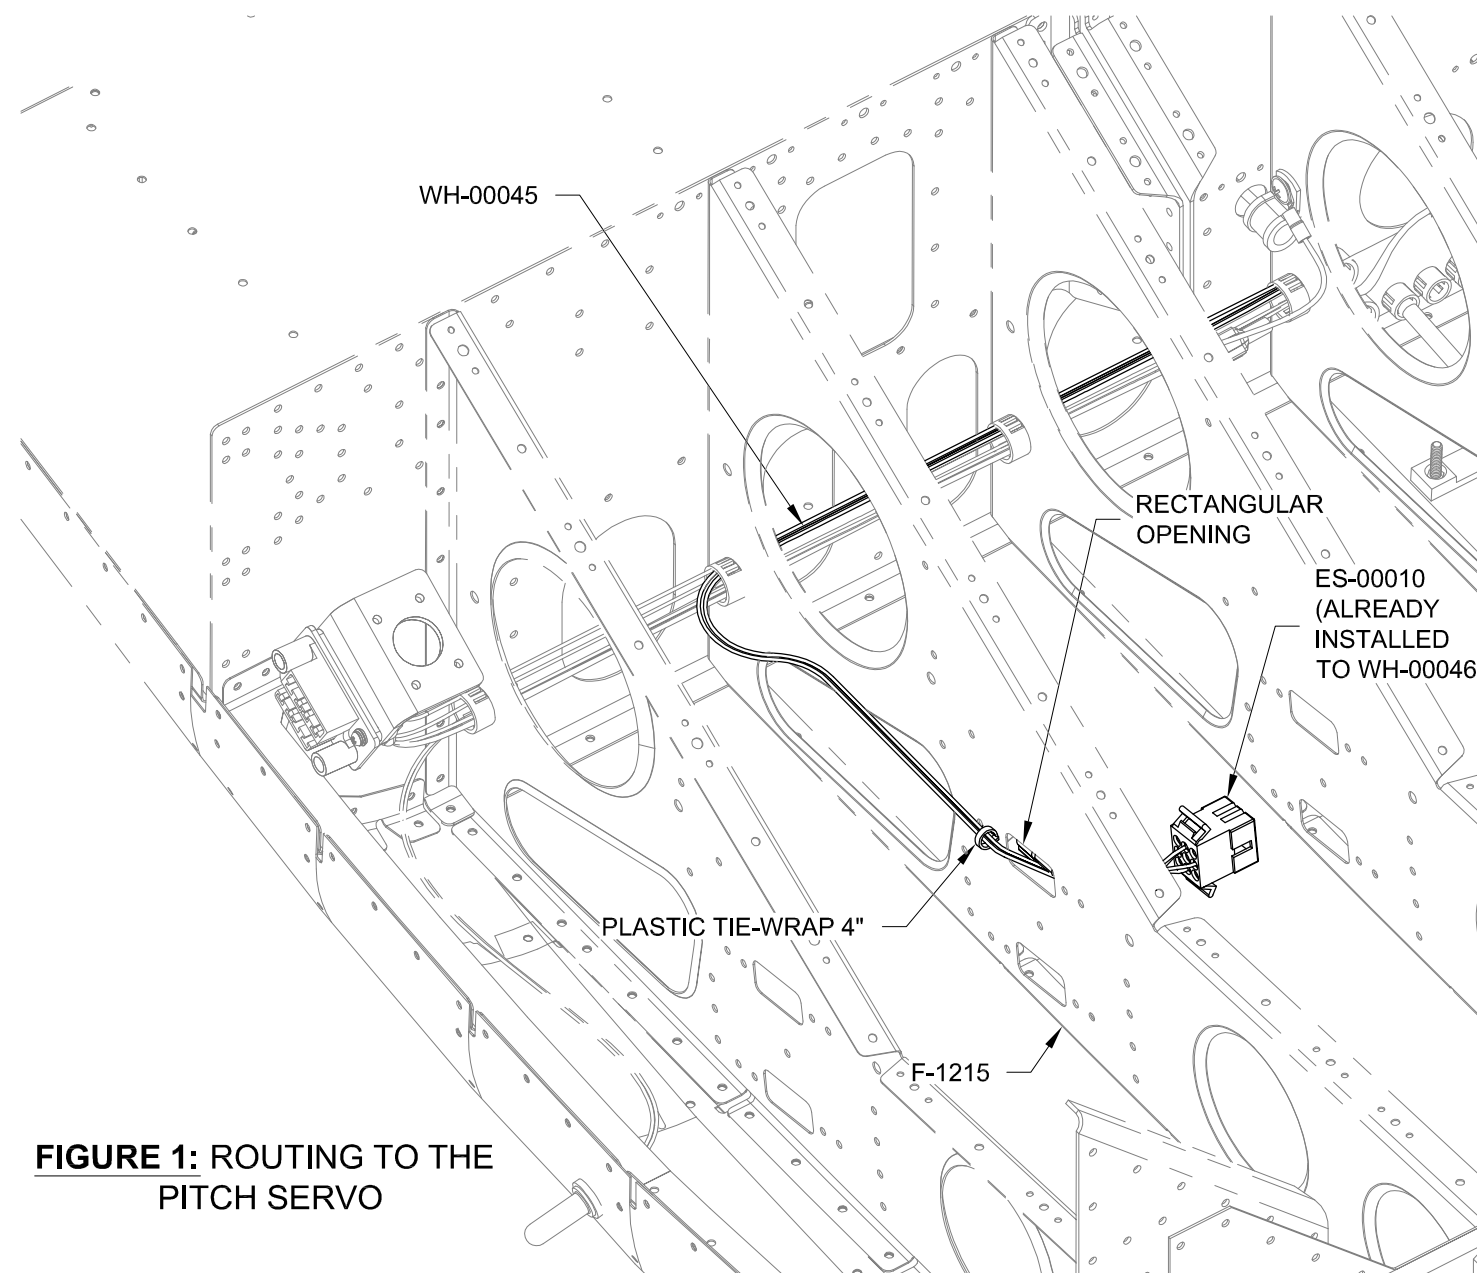 WH-00045
RECTANGULAR
OPENING
ES-00010
(ALREADY
INSTALLED
TO WH-00046
PLASTIC TIE-WRAP 4"
F-1215
FIGURE 1: ROUTING TO THE
PITCH SERVO